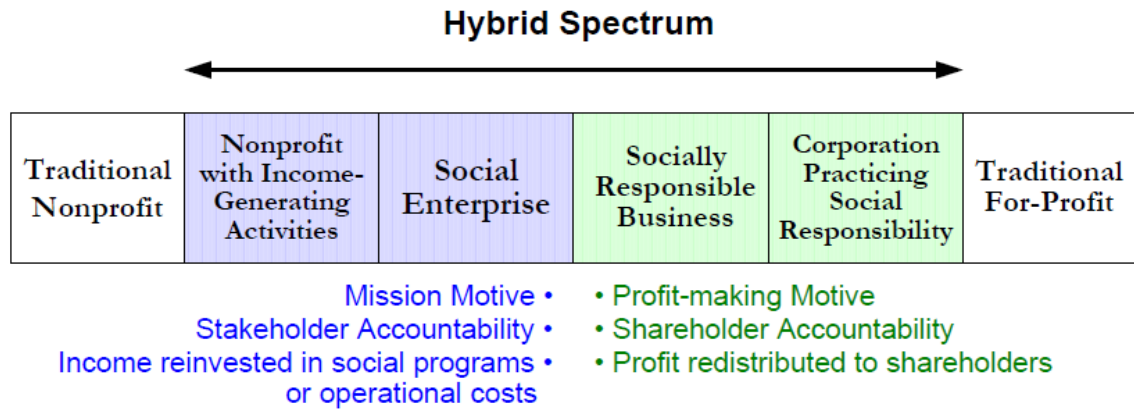 Hybrid Spectrum
Traditional
Nonprofit
Nonprofit
with Income-
Generating
Activities
Social
Enterprise
Socially
Responsible
Business
Corporation
Practicing
Social
Responsibility
Traditional
For-Profit
Mission Motive •
Stakeholder Accountability •
Income reinvested in social programs •
or operational costs
• Profit-making Motive
• Shareholder Accountability
• Profit redistributed to shareholders